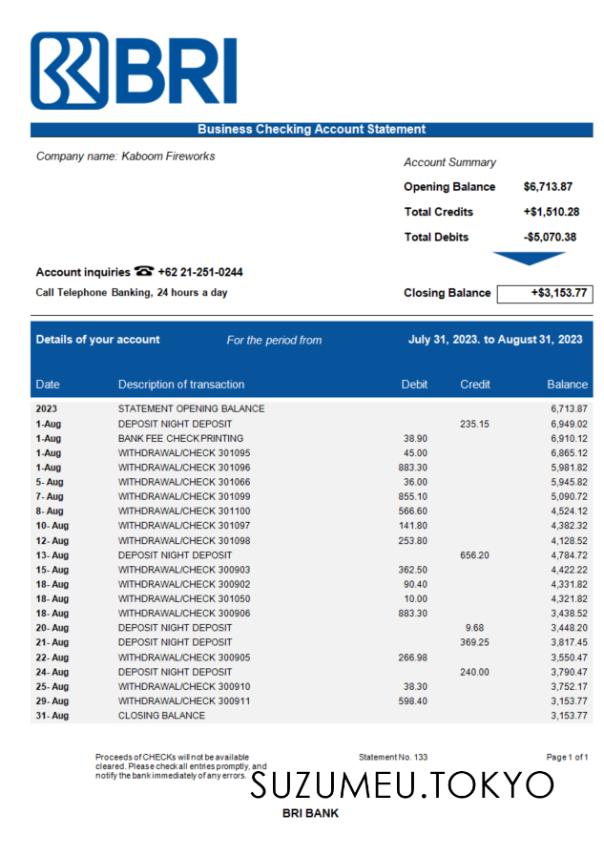 BRI
Business Checking Account Statement
Company name: Kaboom Fireworks
Account Summary
Opening Balance $6,713.87
Total Credits +$1,510.28
Total Debits -$5,070.38
Account inquiries ☎ +62 21-251-0244
Call Telephone Banking, 24 hours a day
Closing Balance +$3,153.77
Details of your account For the period from July 31, 2023. to August 31, 2023
Date Description of transaction Debit Credit Balance
2023 STATEMENT OPENING BALANCE 6,713.87
1-Aug DEPOSIT NIGHT DEPOSIT 235.15 6,949.02
1-Aug BANK FEE CHECK PRINTING 38.90 6,910.12
1-Aug WITHDRAWAL/CHECK 301095 45.00 6,865.12
1-Aug WITHDRAWAL/CHECK 301096 883.30 5,981.82
5- Aug WITHDRAWAL/CHECK 301066 36.00 5,945.82
7- Aug WITHDRAWAL/CHECK 301099 855.10 5,090.72
8- Aug WITHDRAWAL/CHECK 301100 566.60 4,524.12
10- Aug WITHDRAWAL/CHECK 301097 141.80 4,382.32
12- Aug WITHDRAWAL/CHECK 301098 253.80 4,128.52
13- Aug DEPOSIT NIGHT DEPOSIT 656.20 4,784.72
15- Aug WITHDRAWAL/CHECK 300903 362.50 4,422.22
18- Aug WITHDRAWAL/CHECK 300902 90.40 4,331.82
18- Aug WITHDRAWAL/CHECK 301050 10.00 4,321.82
18- Aug WITHDRAWAL/CHECK 300906 883.30 3,438.52
20- Aug DEPOSIT NIGHT DEPOSIT 9.68 3,448.20
21- Aug DEPOSIT NIGHT DEPOSIT 369.25 3,817.45
22- Aug WITHDRAWAL/CHECK 300905 266.98 3,550.47
24- Aug DEPOSIT NIGHT DEPOSIT 240.00 3,790.47
25- Aug WITHDRAWAL/CHECK 300910 38.30 3,752.17
29- Aug WITHDRAWAL/CHECK 300911 598.40 3,153.77
31- Aug CLOSING BALANCE 3,153.77
Proceeds of CHECKs will not be available
cleared. Please check all entries promptly, and
notify the bank immediately of any errors.
Statement No. 133
Page 1 of 1
SUZUMEU.TOKYO
BRI BANK